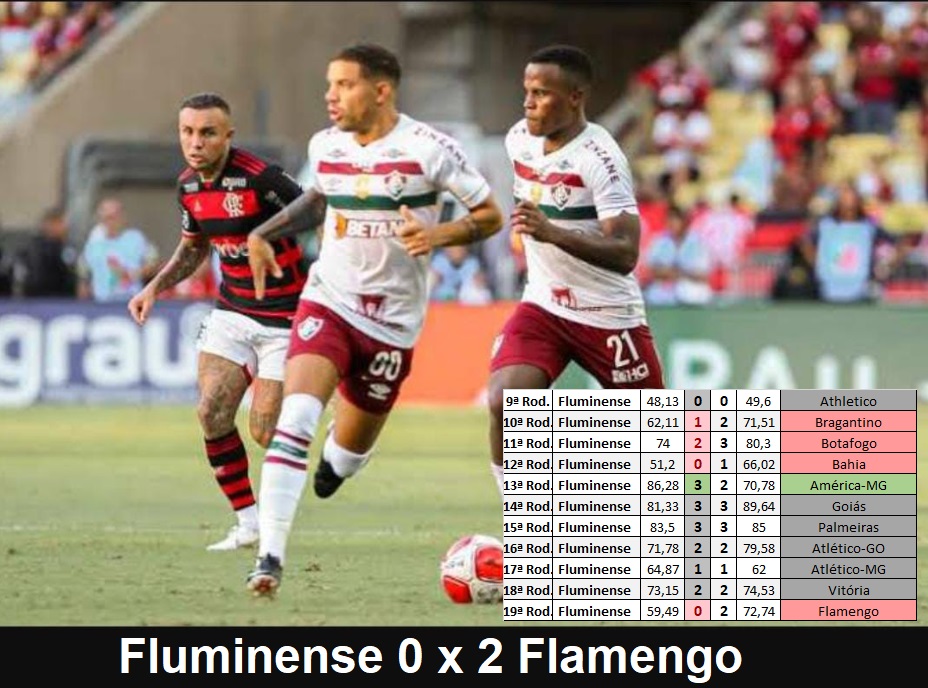 ZINZANE
ZINZANE
BETANO
grau
21
9ª Rod. Fluminense 48,13 0 0 49,6 Athletico
10ª Rod. Fluminense 62,11 1 2 71,51 Bragantino
11ª Rod. Fluminense 74 2 3 80,3 Botafogo
12ª Rod. Fluminense 51,2 0 1 66,02 Bahia
13ª Rod. Fluminense 86,28 3 2 70,78 América-MG
14ª Rod. Fluminense 81,33 3 3 89,64 Goiás
15ª Rod. Fluminense 83,5 3 3 85 Palmeiras
16ª Rod. Fluminense 71,78 2 2 79,58 Atlético-GO
17ª Rod. Fluminense 64,87 1 1 62 Atlético-MG
18ª Rod. Fluminense 73,15 2 2 74,53 Vitória
19ª Rod. Fluminense 59,49 0 2 72,74 Flamengo
Fluminense 0 x 2 Flamengo